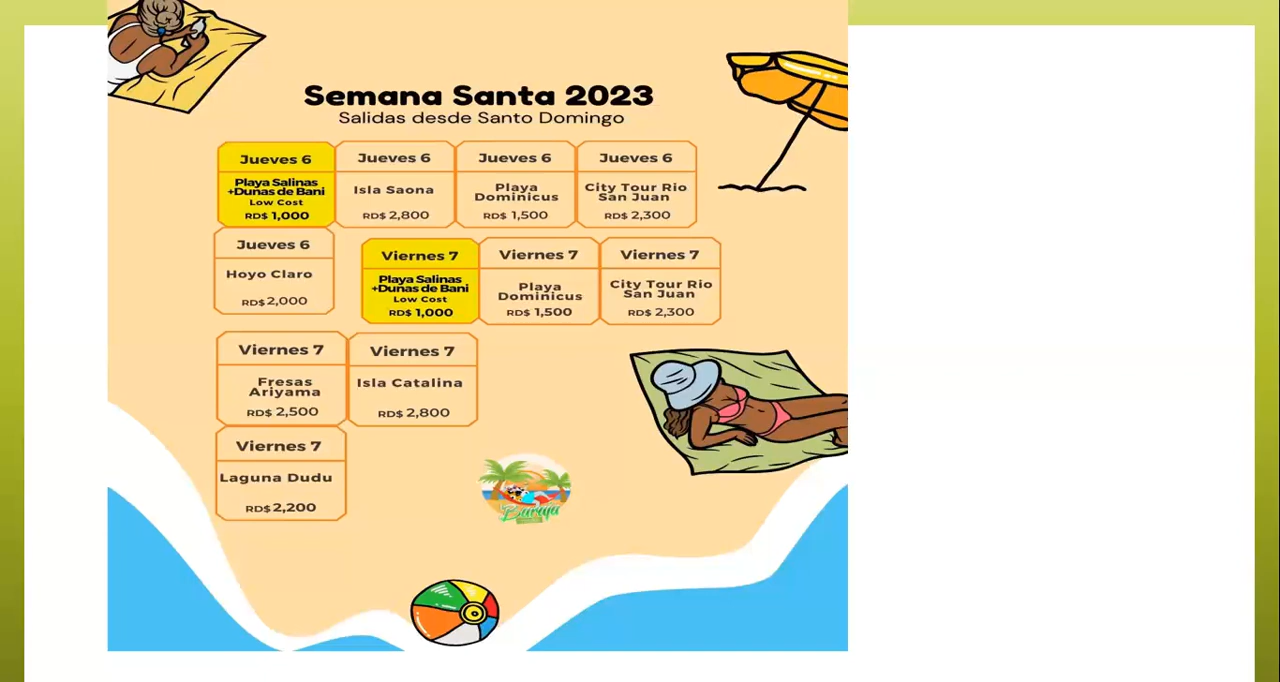 Semana Santa 2023
Salidas desde Santo Domingo
Jueves 6
Playa Salinas
+Dunas de Bani
Low Cost
RD$ 1,000
Jueves 6
Isla Saona
RD$ 2,800
Jueves 6
Playa
Dominicus
RD$ 1,500
Jueves 6
City Tour Rio
San Juan
RD$ 2,300
Jueves 6
Hoyo Claro
RD$ 2,000
Viernes 7
Playa Salinas
+Dunas de Bani
Low Cost
RD$ 1,000
Viernes 7
Playa
Dominicus
RD$ 1,500
Viernes 7
City Tour Rio
San Juan
RD$ 2,300
Viernes 7
Fresas
Ariyama
RD$ 2,500
Viernes 7
Isla Catalina
RD$ 2,800
Viernes 7
Laguna Dudu
RD$ 2,200